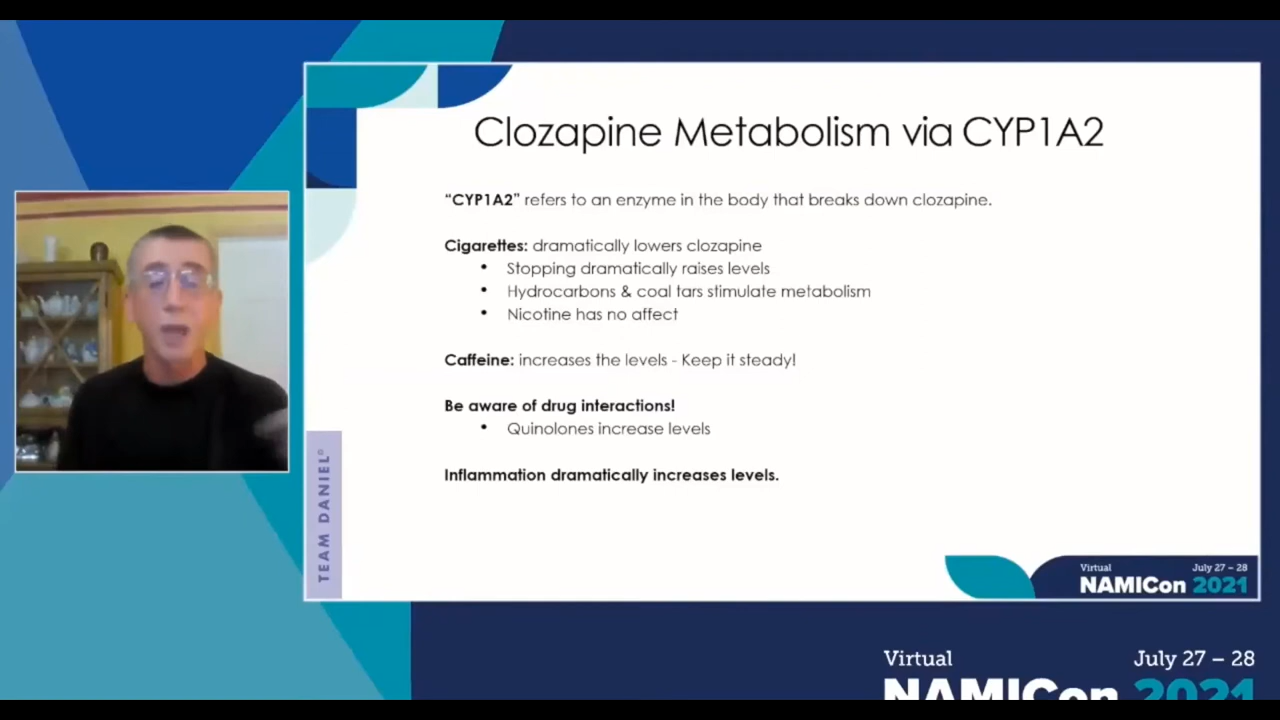 Clozapine Metabolism via CYP1A2
“CYP1A2” refers to an enzyme in the body that breaks down clozapine.
Cigarettes: dramatically lowers clozapine
• Stopping dramatically raises levels
• Hydrocarbons & coal tars stimulate metabolism
• Nicotine has no affect
Caffeine: increases the levels - Keep it steady!
Be aware of drug interactions!
• Quinolones increase levels
Inflammation dramatically increases levels.
TEAM DANIEL©
Virtual July 27 – 28
NAMICon 2021
Virtual July 27 – 28
NAMICon 2021